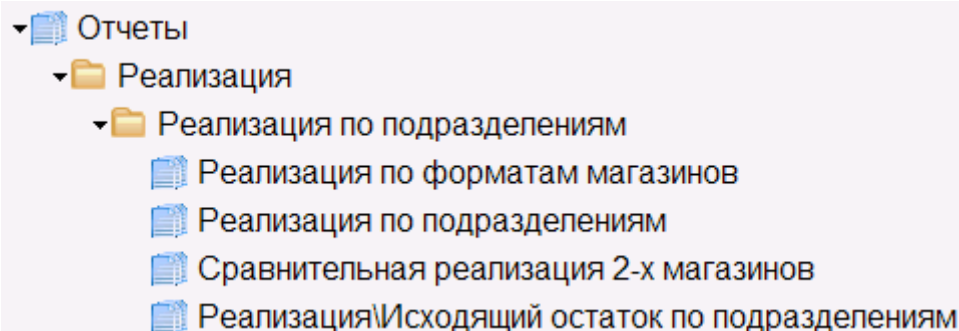 Отчеты
Реализация
Реализация по подразделениям
Реализация по форматам магазинов
Реализация по подразделениям
Сравнительная реализация 2-х магазинов
Реализация\Исходящий остаток по подразделениям